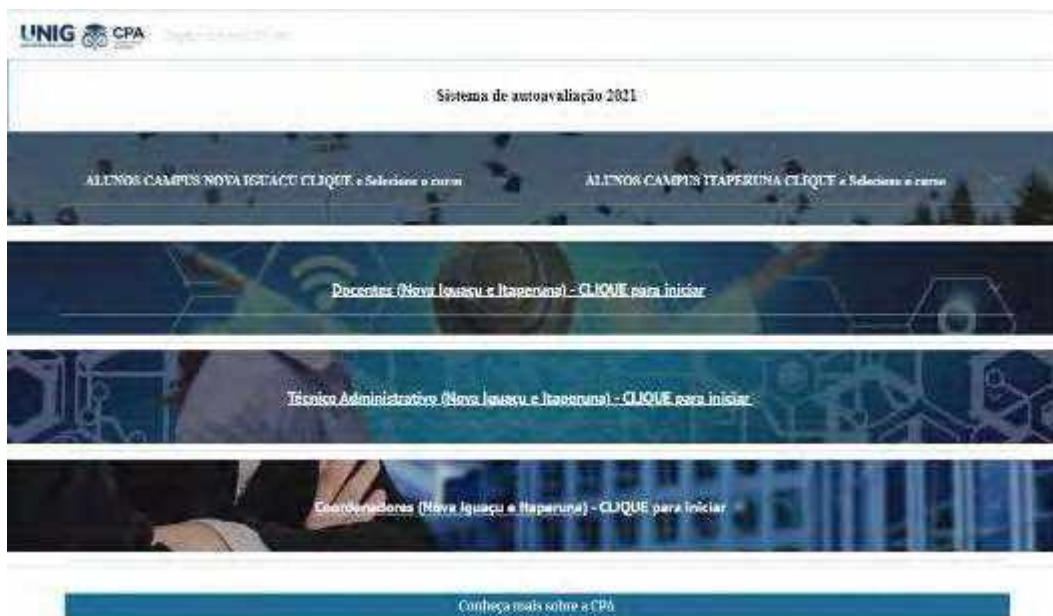 UNIG CPA
Sistema de autoavaliação 2021
ALUNOS CAMPUS NOVA IGUAÇU CLIQUE e Selecione o curso
ALUNOS CAMPUS ITAPERUNA CLIQUE e Selecione o curso
Docentes (Nova Iguaçu e Itaperuna) - CLIQUE para iniciar
Técnico Administrativo (Nova Iguaçu e Itaperuna) - CLIQUE para iniciar
Coordenadores (Nova Iguaçu e Itaperuna) - CLIQUE para iniciar
Conheça mais sobre a CPA